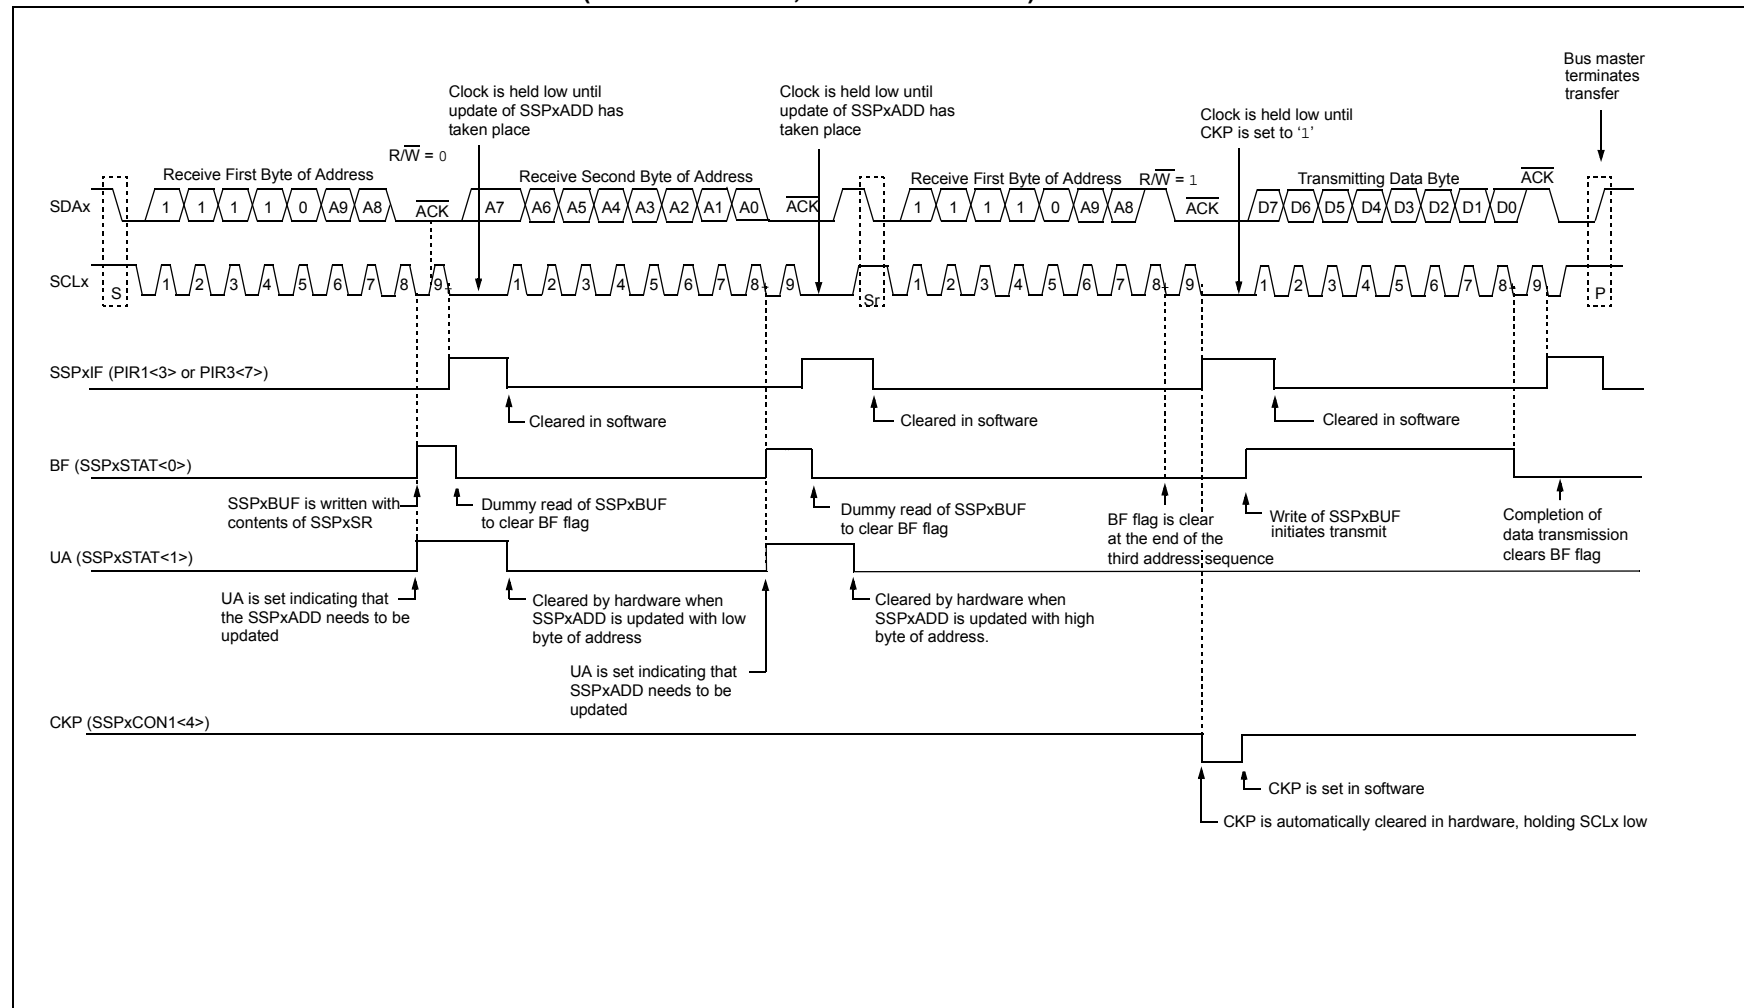 Bus master
terminates
transfer
Clock is held low until
update of SSPxADD has
taken place
Clock is held low until
update of SSPxADD has
taken place
Clock is held low until
CKP is set to ‘1’
R/W = 0
Receive First Byte of Address
Receive Second Byte of Address
Receive First Byte of Address
R/W = 1
Transmitting Data Byte
ACK
SDAx
1 1 1 1 0 A9 A8 ACK A7 A6 A5 A4 A3 A2 A1 A0 ACK 1 1 1 1 0 A9 A8 ACK D7 D6 D5 D4 D3 D2 D1 D0
SCLx
S 1 2 3 4 5 6 7 8 9 1 2 3 4 5 6 7 8 9 Sr 1 2 3 4 5 6 7 8 9 1 2 3 4 5 6 7 8 9 P
SSPxIF (PIR1<3> or PIR3<7>)
Cleared in software
Cleared in software
Cleared in software
BF (SSPxSTAT<0>)
SSPxBUF is written with
contents of SSPxSR
Dummy read of SSPxBUF
to clear BF flag
Dummy read of SSPxBUF
to clear BF flag
BF flag is clear
at the end of the
third address sequence
Write of SSPxBUF
initiates transmit
Completion of
data transmission
clears BF flag
UA (SSPxSTAT<1>)
UA is set indicating that
the SSPxADD needs to be
updated
Cleared by hardware when
SSPxADD is updated with low
byte of address
UA is set indicating that
SSPxADD needs to be
updated
Cleared by hardware when
SSPxADD is updated with high
byte of address.
CKP (SSPxCON1<4>)
CKP is set in software
CKP is automatically cleared in hardware, holding SCLx low